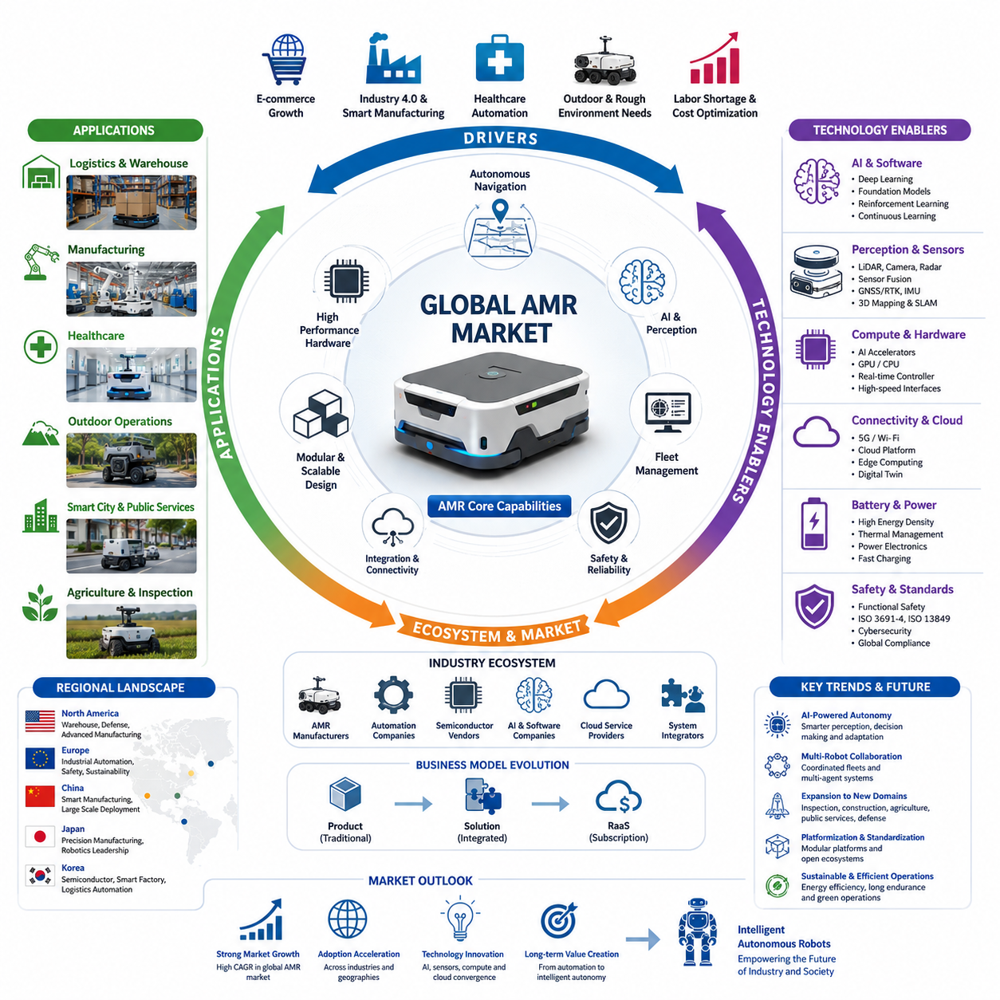 E-commerce
Growth
Industry 4.0 &
Smart Manufacturing
Healthcare
Automation
Outdoor & Rough
Environment Needs
Labor Shortage &
Cost Optimization
DRIVERS
APPLICATIONS
Logistics & Warehouse
Manufacturing
Healthcare
Outdoor Operations
Smart City & Public Services
Agriculture & Inspection
APPLICATIONS
Autonomous
Navigation
High
Performance
Hardware
AI &
Perception
GLOBAL AMR
MARKET
Modular &
Scalable
Design
Fleet
Management
AMR Core Capabilities
Integration &
Connectivity
Safety &
Reliability
TECHNOLOGY ENABLERS
ECOSYSTEM & MARKET
TECHNOLOGY ENABLERS
AI & Software
• Deep Learning
• Foundation Models
• Reinforcement Learning
• Continuous Learning
Perception & Sensors
• LiDAR, Camera, Radar
• Sensor Fusion
• GNSS/RTK, IMU
• 3D Mapping & SLAM
Compute & Hardware
• AI Accelerators
• GPU / CPU
• Real-time Controller
• High-speed Interfaces
Connectivity & Cloud
• 5G / Wi-Fi
• Cloud Platform
• Edge Computing
• Digital Twin
Battery & Power
• High Energy Density
• Thermal Management
• Power Electronics
• Fast Charging
Safety & Standards
• Functional Safety
• ISO 3691-4, ISO 13849
• Cybersecurity
• Global Compliance
REGIONAL LANDSCAPE
North America
Warehouse, Defense,
Advanced Manufacturing
Europe
Industrial Automation,
Safety, Sustainability
China
Smart Manufacturing,
Large Scale Deployment
Japan
Precision Manufacturing,
Robotics Leadership
Korea
Semiconductor, Smart Factory,
Logistics Automation
INDUSTRY ECOSYSTEM
AMR
Manufacturers
Automation
Companies
Semiconductor
Vendors
AI & Software
Companies
Cloud Service
Providers
System
Integrators
BUSINESS MODEL EVOLUTION
Product
(Traditional)
Solution
(Integrated)
RaaS
(Subscription)
KEY TRENDS & FUTURE
AI-Powered Autonomy
Smarter perception, decision
making and adaptation
Multi-Robot Collaboration
Coordinated fleets and
multi-agent systems
Expansion to New Domains
Inspection, construction, agriculture,
public services, defense
Platformization & Standardization
Modular platforms and
open ecosystems
Sustainable & Efficient Operations
Energy efficiency, long endurance
and green operations
MARKET OUTLOOK
Strong Market Growth
High CAGR in global AMR
market
Adoption Acceleration
Across industries and
geographies
Technology Innovation
AI, sensors, compute and
cloud convergence
Long-term Value Creation
From automation to
intelligent autonomy
Intelligent
Autonomous Robots
Empowering the Future
of Industry and Society